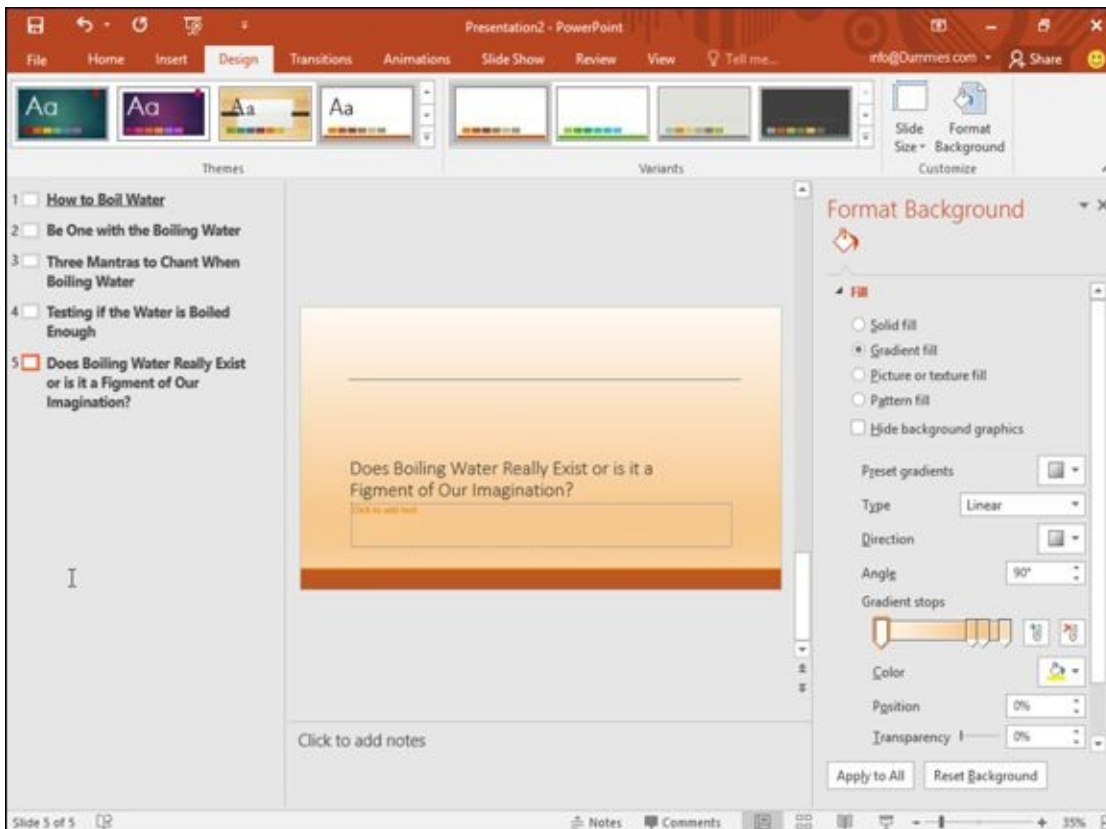 Presentation2 - PowerPoint
File Home Insert Design Transitions Animations Slide Show Review View Tell me... info@Dummies.com Share
Aa Aa Aa Aa
Slide Size
Format Background
Themes Variants Customize
1 How to Boil Water
2 Be One with the Boiling Water
3 Three Mantras to Chant When
Boiling Water
4 Testing if the Water is Boiled
Enough
5 Does Boiling Water Really Exist
or is it a Figment of Our
Imagination?
Does Boiling Water Really Exist or is it a
Figment of Our Imagination?
Click to add text
Click to add notes
Format Background
Fill
Solid fill
Gradient fill
Picture or texture fill
Pattern fill
Hide background graphics
Preset gradients
Type Linear
Direction
Angle 90°
Gradient stops
Color
Position 0%
Transparency 0%
Apply to All Reset Background
Slide 5 of 5 Notes Comments 35%